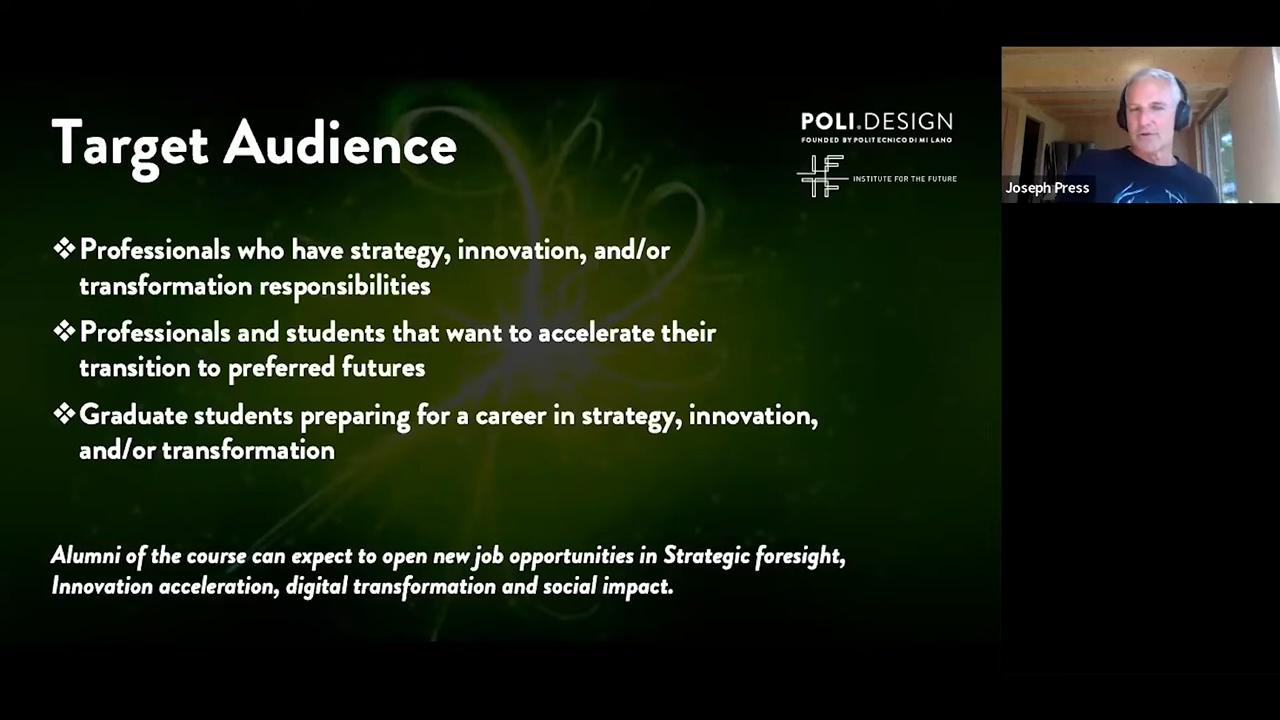 Target Audience
POLI.DESIGN
FOUNDED BY POLITECNICO DI MILANO
INSTITUTE FOR THE FUTURE
Joseph Press
❖Professionals who have strategy, innovation, and/or
transformation responsibilities
❖Professionals and students that want to accelerate their
transition to preferred futures
❖Graduate students preparing for a career in strategy, innovation,
and/or transformation
Alumni of the course can expect to open new job opportunities in Strategic foresight,
Innovation acceleration, digital transformation and social impact.